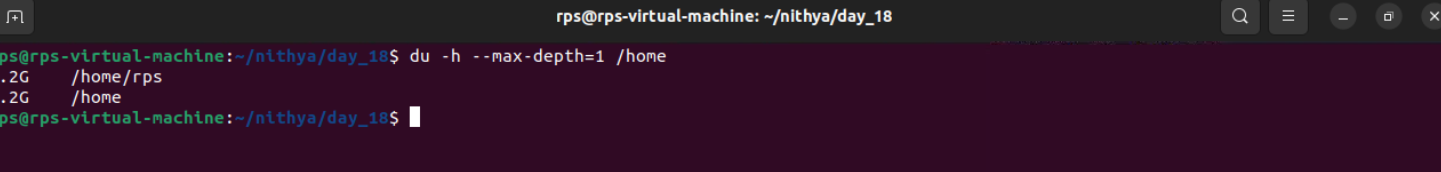 rps@rps-virtual-machine: ~/nithya/day_18
ps@rps-virtual-machine:~/nithya/day_18$ du -h --max-depth=1 /home
.2G    /home/rps
.2G    /home
ps@rps-virtual-machine:~/nithya/day_18$